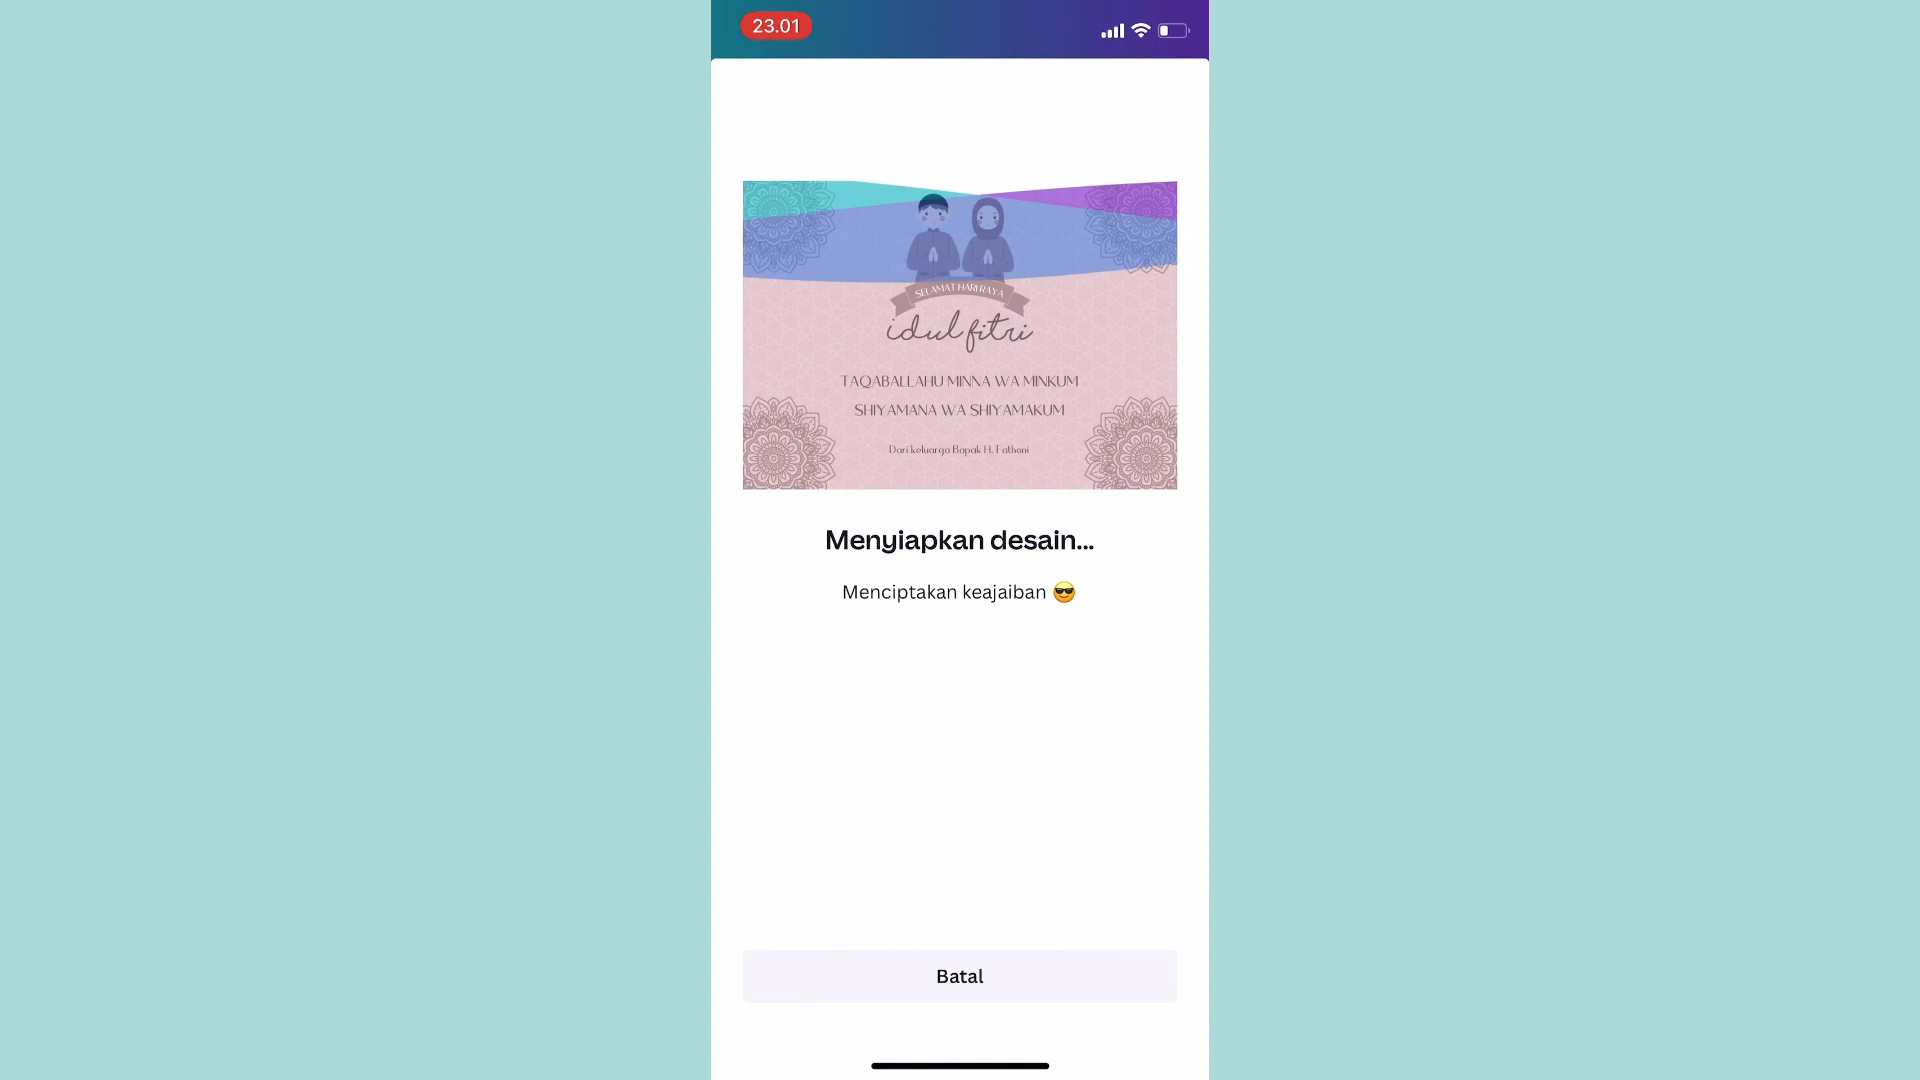 23.01
SELAMAT HARI RAYA
idul fitri
TAQABALLAHU MINNA WA MINKUM
SHIYAMANA WA SHIYAMAKUM
Dari keluarga Bapak H. Fathoni
Menyiapkan desain...
Menciptakan keajaiban 😎
Batal